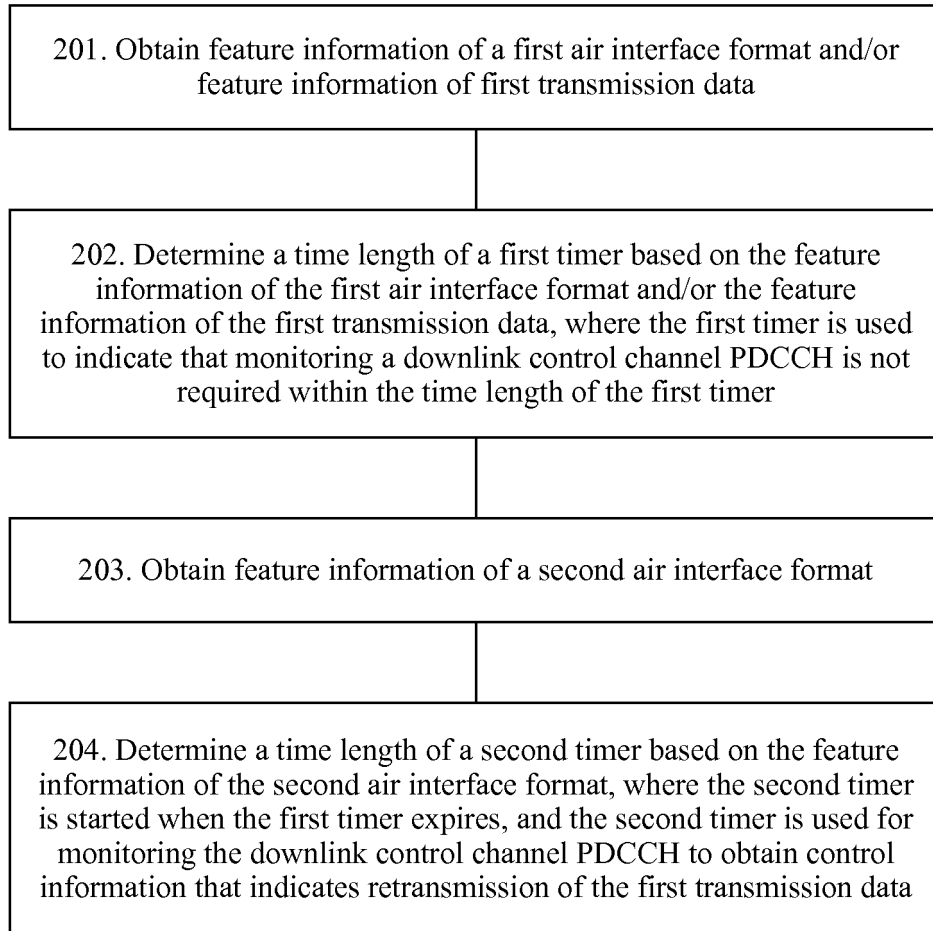 201. Obtain feature information of a first air interface format and/or
feature information of first transmission data
202. Determine a time length of a first timer based on the feature
information of the first air interface format and/or the feature
information of the first transmission data, where the first timer is used
to indicate that monitoring a downlink control channel PDCCH is not
required within the time length of the first timer
203. Obtain feature information of a second air interface format
204. Determine a time length of a second timer based on the feature
information of the second air interface format, where the second timer
is started when the first timer expires, and the second timer is used for
monitoring the downlink control channel PDCCH to obtain control
information that indicates retransmission of the first transmission data